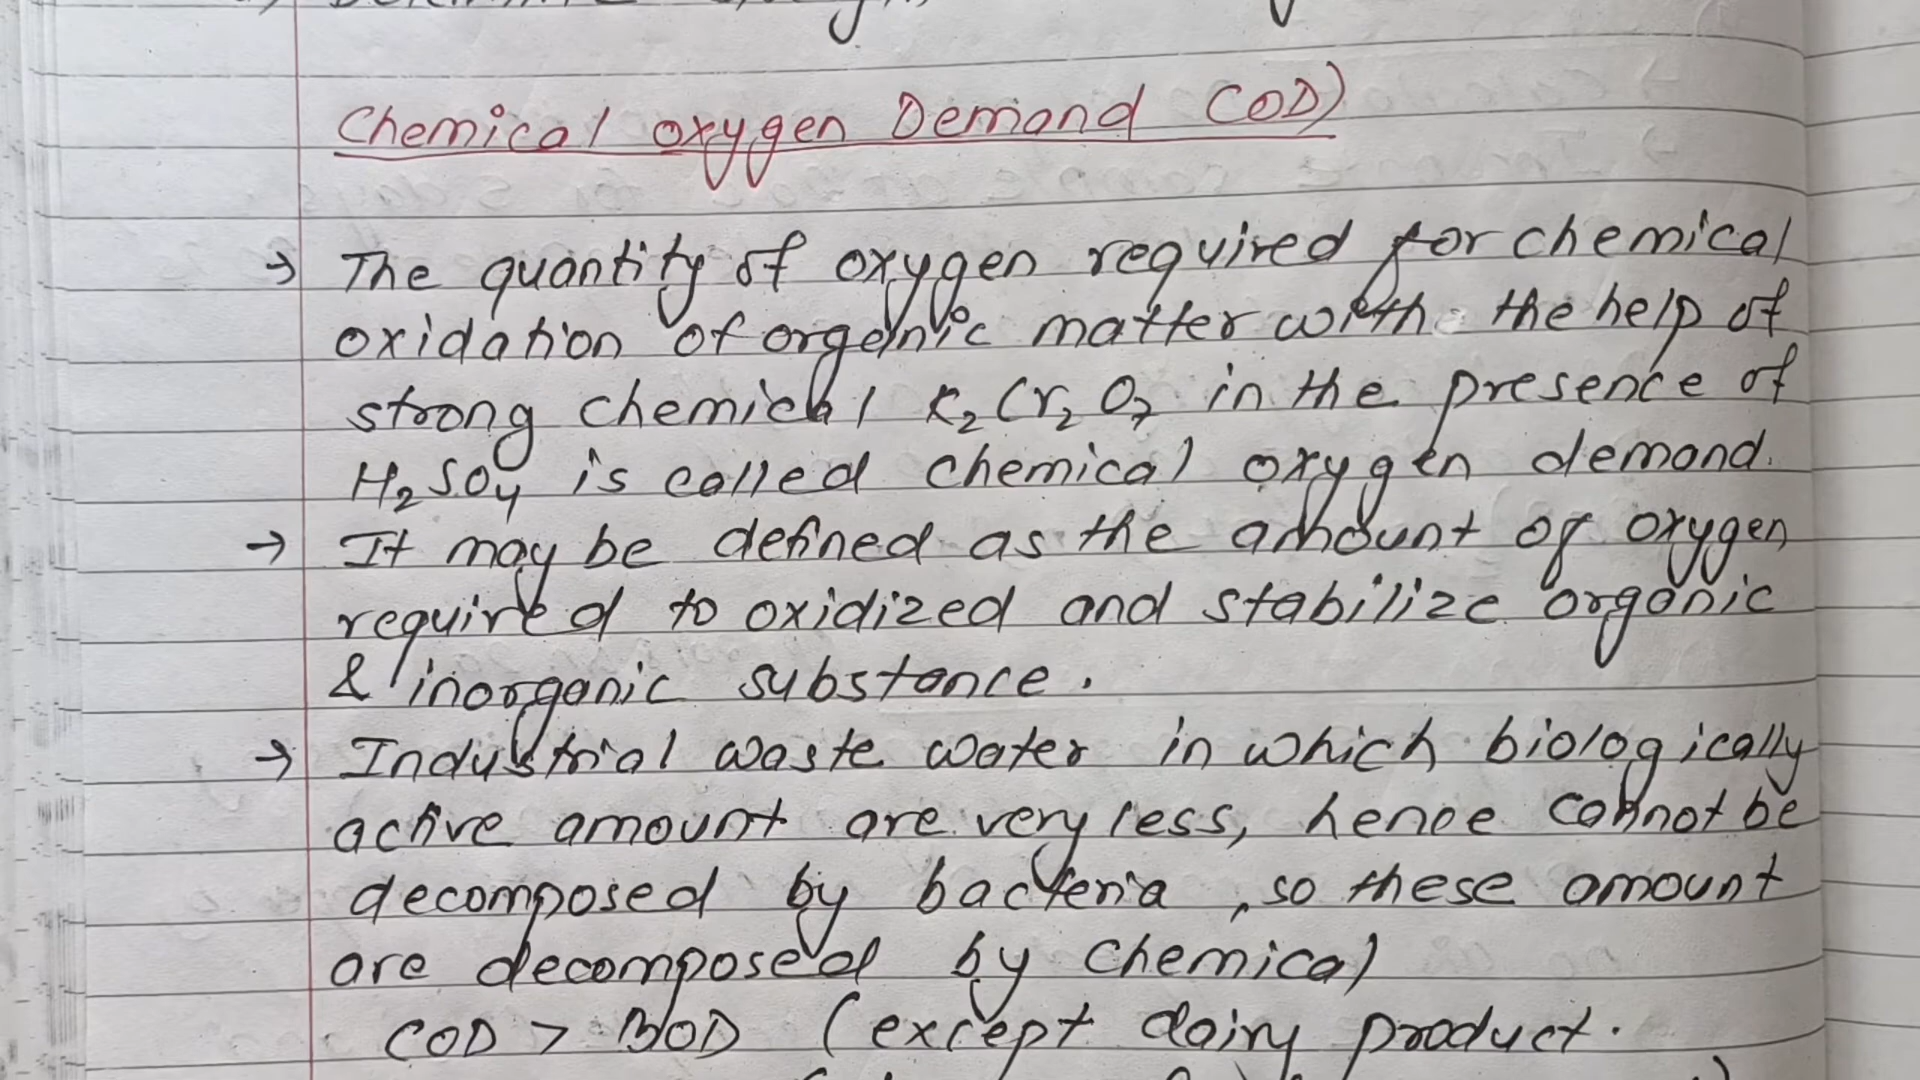 Chemical oxygen Demand COD)
→ The quantity of oxygen required for chemical
oxidation of organic matter with the help of
strong chemical K₂Cr₂O₇ in the presence of
H₂SO₄ is called chemical oxygen demand.
→ It may be defined as the amount of oxygen
required to oxidized and stabilize organic
& inorganic substance.
→ Industrial waste water in which biologically
active amount are very less, hence cannot be
decomposed by bacteria, so these amount
are decomposed by chemical
COD > BOD (except dairy product.